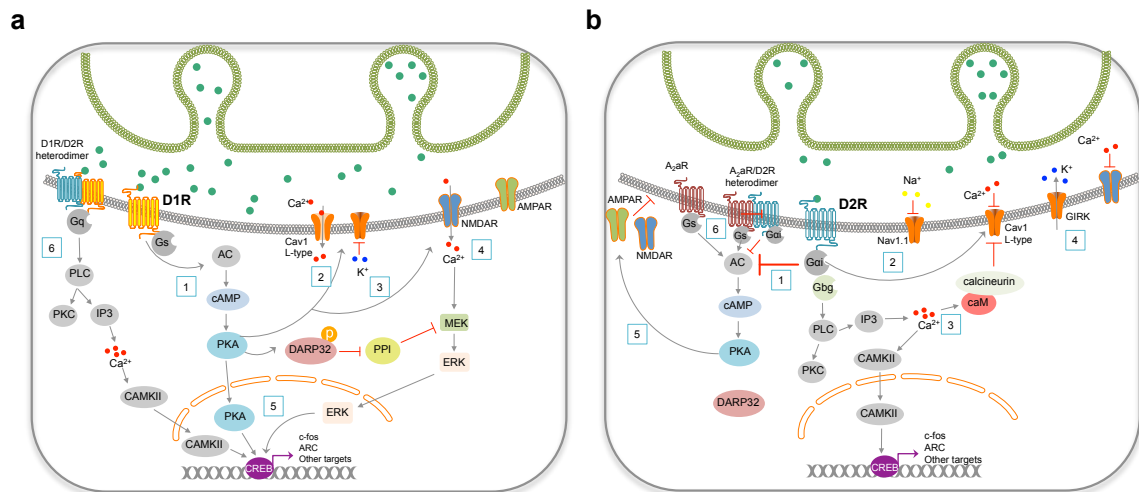 a
D1R/D2R
heterodimer
D1R
Gq
Gs
6
1
PLC
PKC
IP3
Ca²⁺
CAMKII
CAMKII
AC
cAMP
PKA
PKA
5
Ca²⁺
Cav1
L-type
2
K⁺
3
NMDAR
AMPAR
Ca²⁺
4
DARP32
p
PPI
MEK
ERK
ERK
CREB
c-fos
ARC
Other targets
b
A₂aR
A₂aR/D2R
heterodimer
D2R
AMPAR
NMDAR
Gs
6
Gs
Gαi
AC
1
Gαi
Gbg
cAMP
PKA
5
DARP32
PLC
PKC
IP3
Ca²⁺
3
CAMKII
CAMKII
CREB
c-fos
ARC
Other targets
Na⁺
Nav1.1
2
Ca²⁺
Cav1
L-type
calcineurin
caM
K⁺
GIRK
4
Ca²⁺